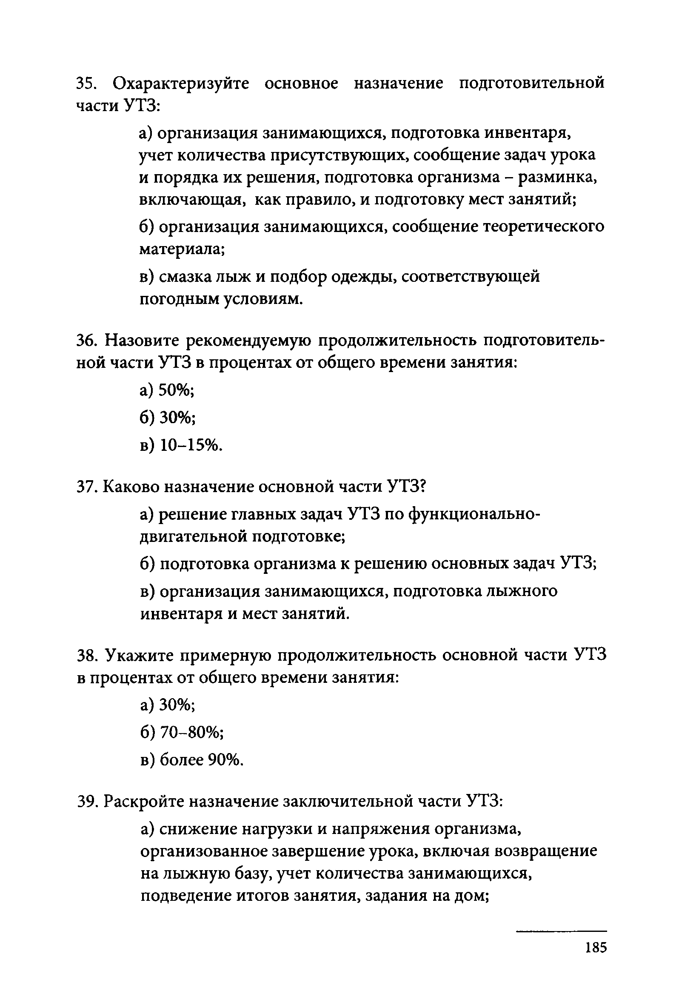 35. Охарактеризуйте основное назначение подготовительной
части УТЗ:
а) организация занимающихся, подготовка инвентаря,
учет количества присутствующих, сообщение задач урока
и порядка их решения, подготовка организма – разминка,
включающая, как правило, и подготовку мест занятий;
б) организация занимающихся, сообщение теоретического
материала;
в) смазка лыж и подбор одежды, соответствующей
погодным условиям.
36. Назовите рекомендуемую продолжительность подготовитель-
ной части УТЗ в процентах от общего времени занятия:
а) 50%;
б) 30%;
в) 10–15%.
37. Каково назначение основной части УТЗ?
а) решение главных задач УТЗ по функционально-
двигательной подготовке;
б) подготовка организма к решению основных задач УТЗ;
в) организация занимающихся, подготовка лыжного
инвентаря и мест занятий.
38. Укажите примерную продолжительность основной части УТЗ
в процентах от общего времени занятия:
а) 30%;
б) 70–80%;
в) более 90%.
39. Раскройте назначение заключительной части УТЗ:
а) снижение нагрузки и напряжения организма,
организованное завершение урока, включая возвращение
на лыжную базу, учет количества занимающихся,
подведение итогов занятия, задания на дом;
185